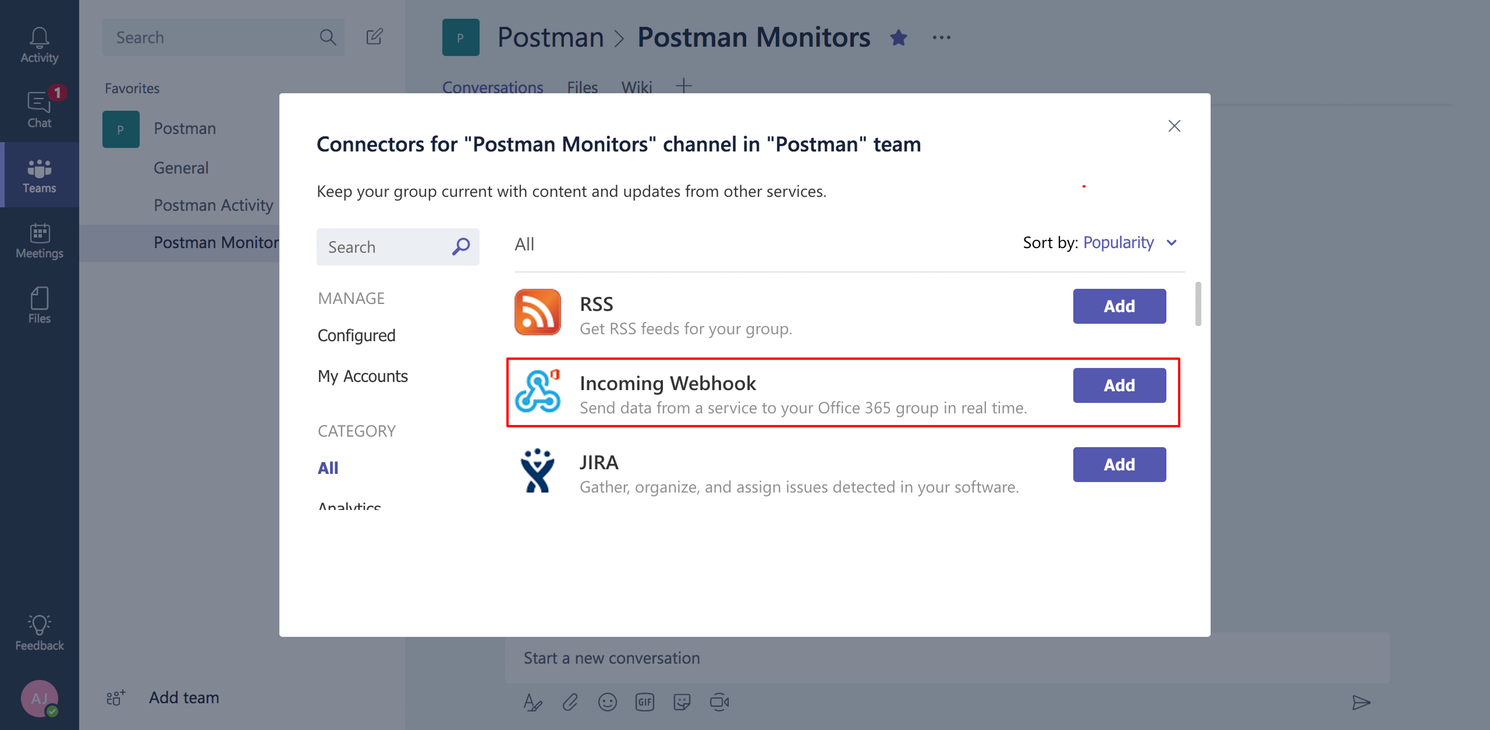 Activity
Chat
1
Teams
Meetings
Files
Feedback
AJ
Search
Favorites
P
Postman
General
Postman Activity
Postman Monitor
Add team
P
Postman > Postman Monitors
Conversations Files Wiki
Connectors for "Postman Monitors" channel in "Postman" team
Keep your group current with content and updates from other services.
Search
MANAGE
Configured
My Accounts
CATEGORY
All
Analytics
All
Sort by: Popularity
RSS
Get RSS feeds for your group.
Add
Incoming Webhook
Send data from a service to your Office 365 group in real time.
Add
JIRA
Gather, organize, and assign issues detected in your software.
Add
Start a new conversation
GIF